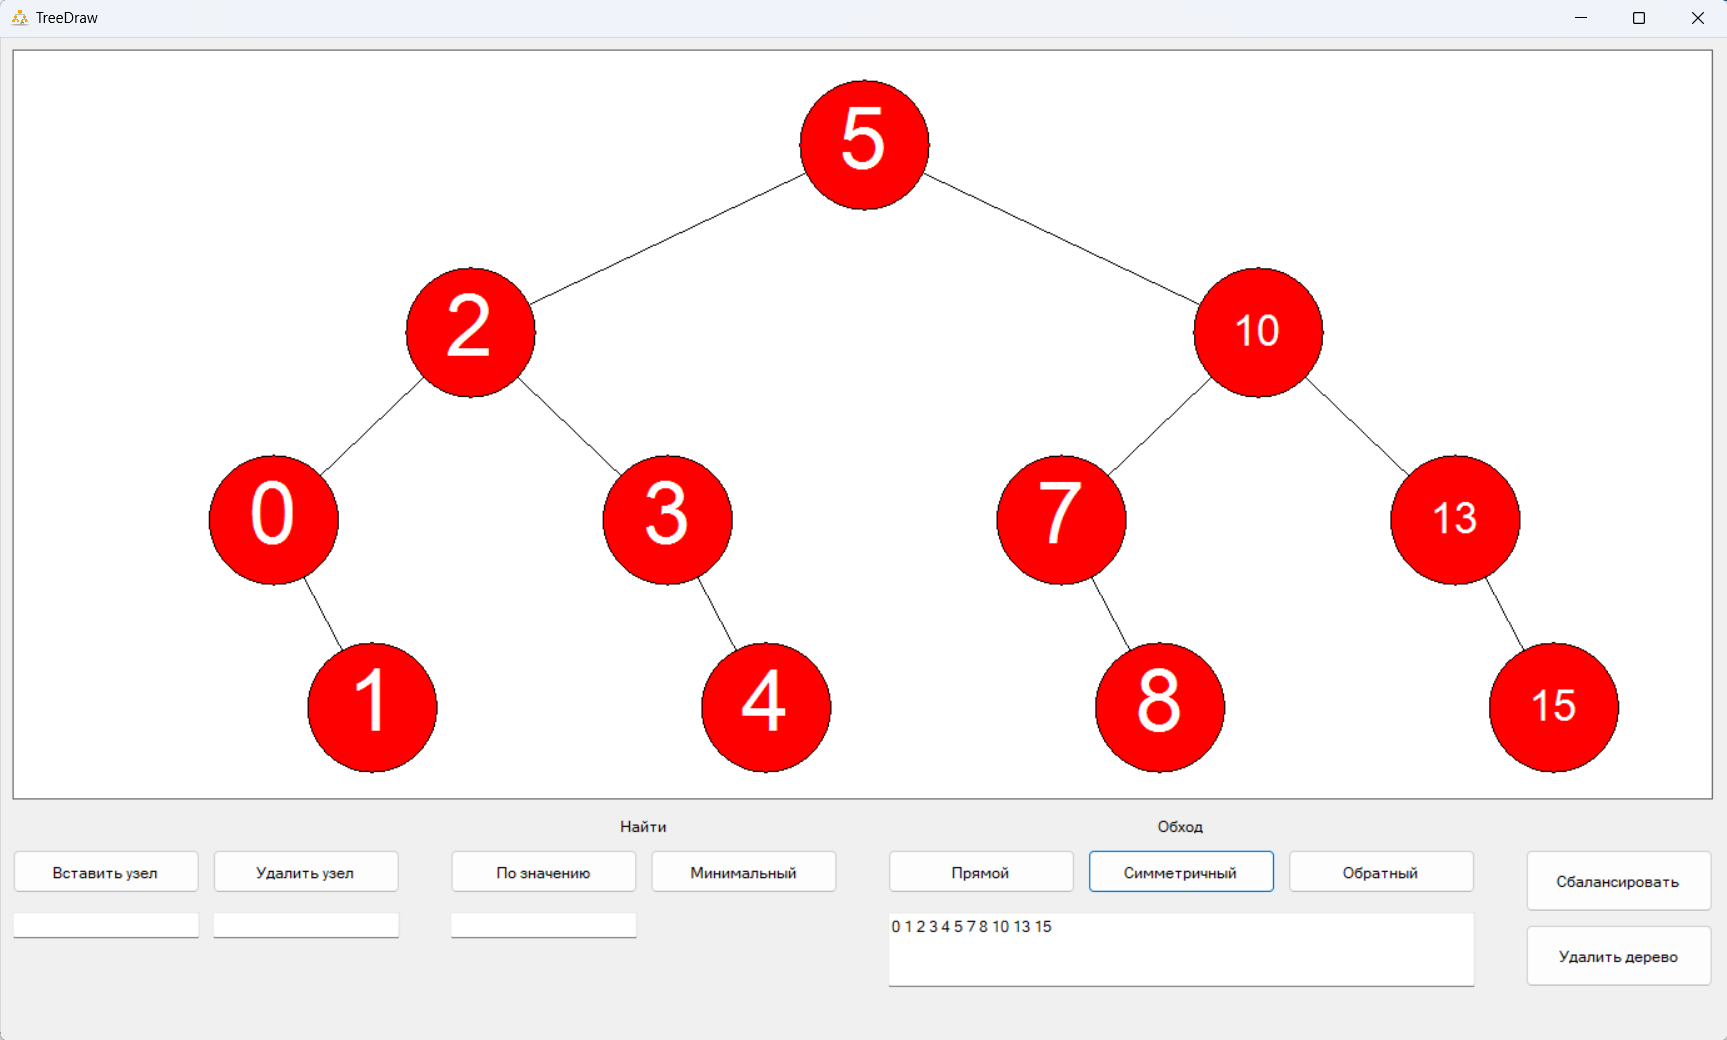 TreeDraw
5
2
10
0
3
7
13
1
4
8
15
Найти
Обход
Вставить узел
Удалить узел
По значению
Минимальный
Прямой
Симметричный
Обратный
Сбалансировать
0 1 2 3 4 5 7 8 10 13 15
Удалить дерево